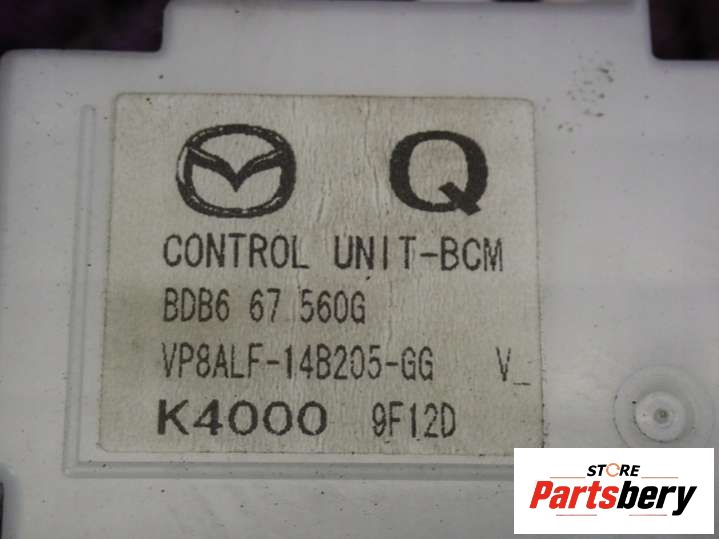 Q
CONTROL UNIT-BCM
BDB6 67 560G
VP8ALF-14B205-GG V_
K4000 9F12D
STORE
Partsbery